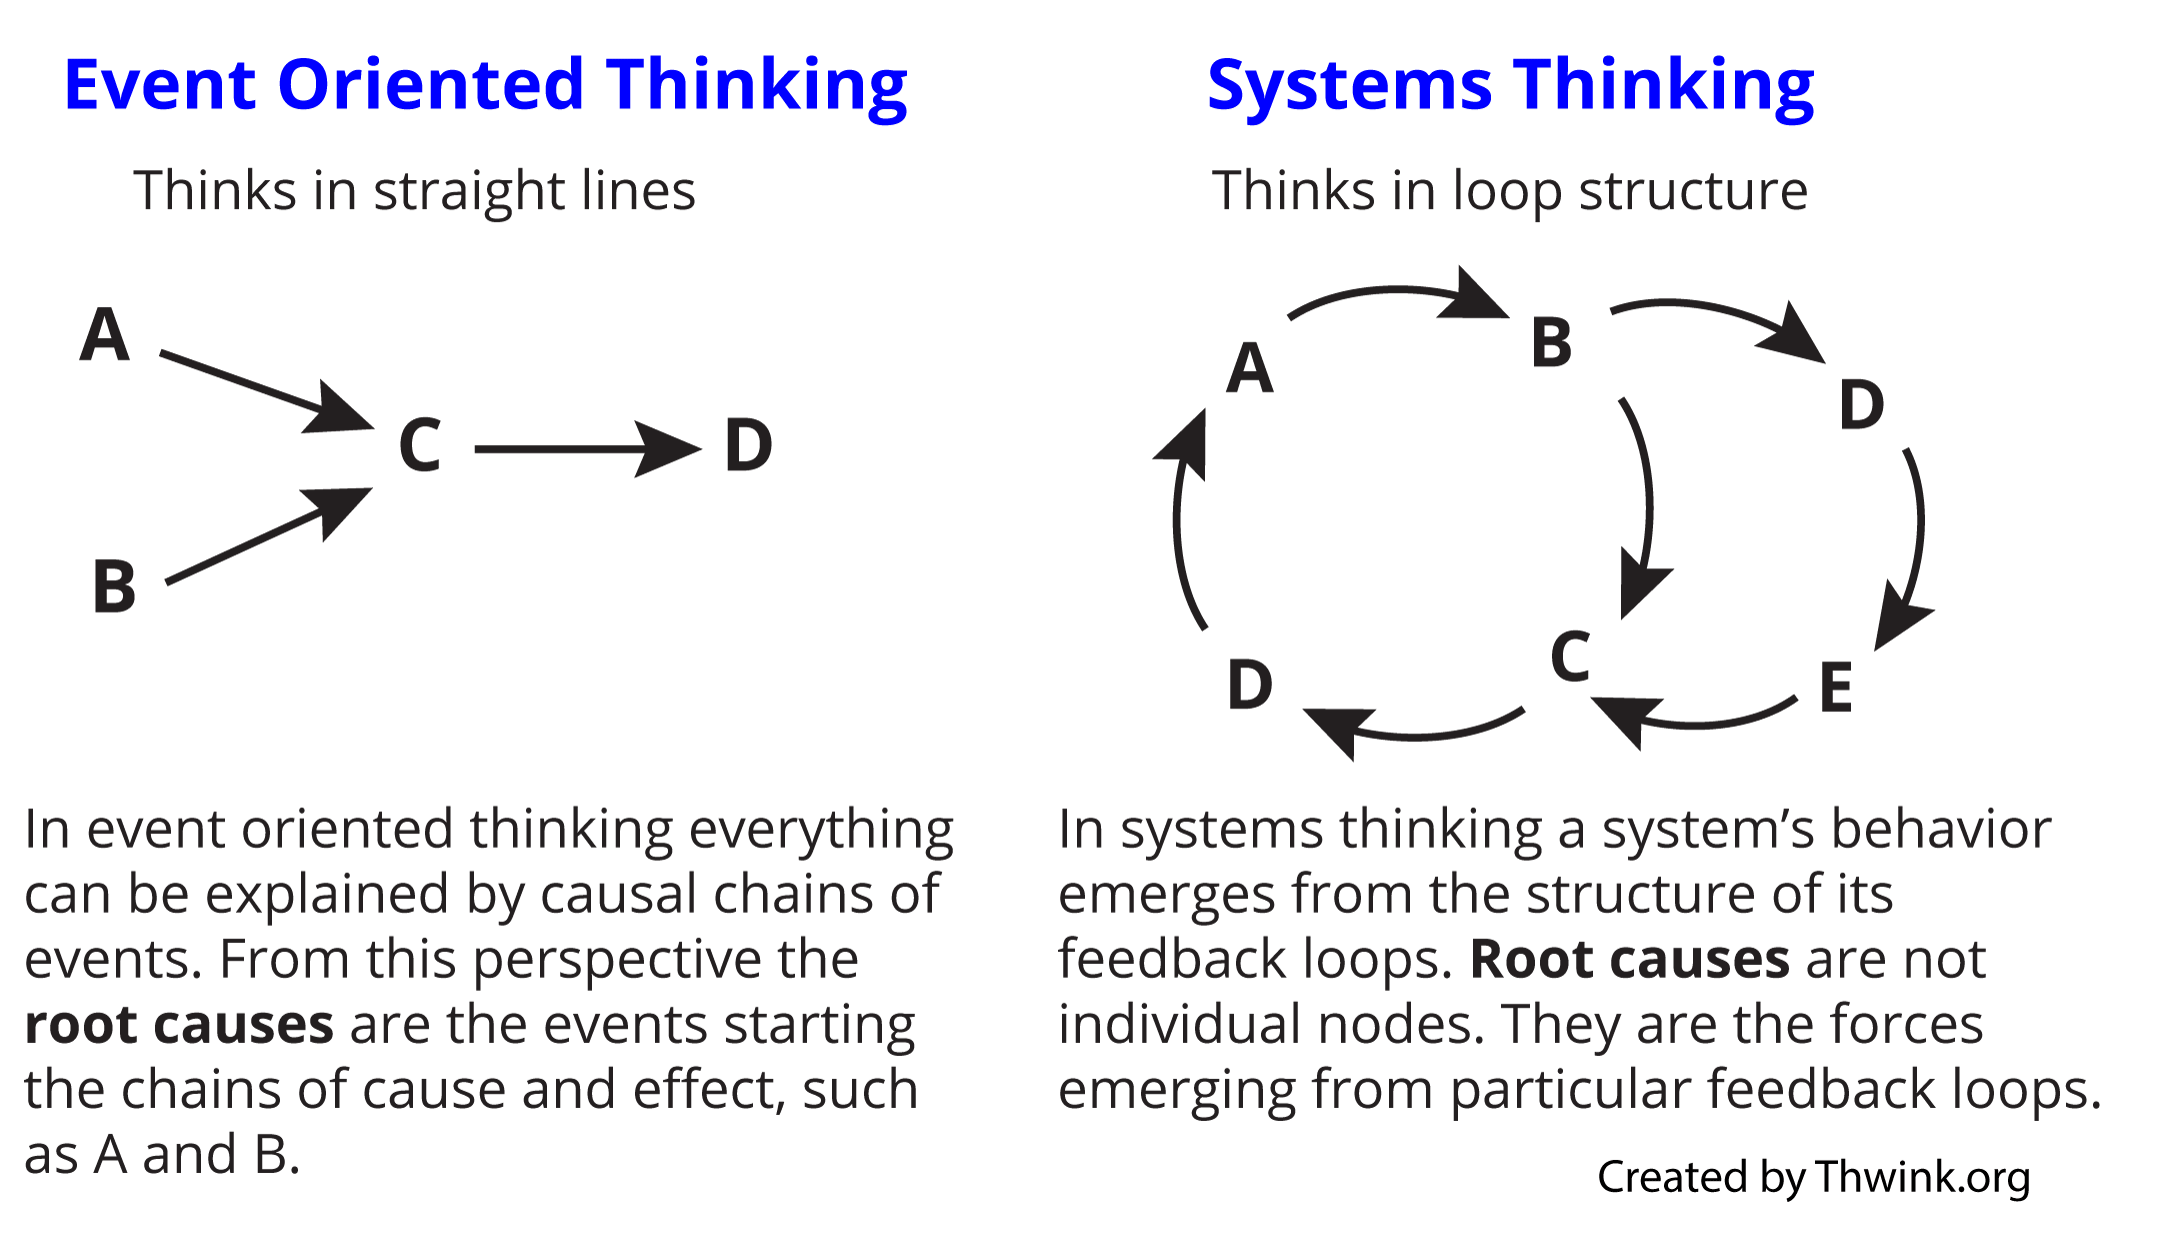 Event Oriented Thinking
Thinks in straight lines
A
C
D
B
In event oriented thinking everything
can be explained by causal chains of
events. From this perspective the
root causes are the events starting
the chains of cause and effect, such
as A and B.
Systems Thinking
Thinks in loop structure
A
B
D
D
C
E
In systems thinking a system’s behavior
emerges from the structure of its
feedback loops. Root causes are not
individual nodes. They are the forces
emerging from particular feedback loops.
Created by Thwink.org